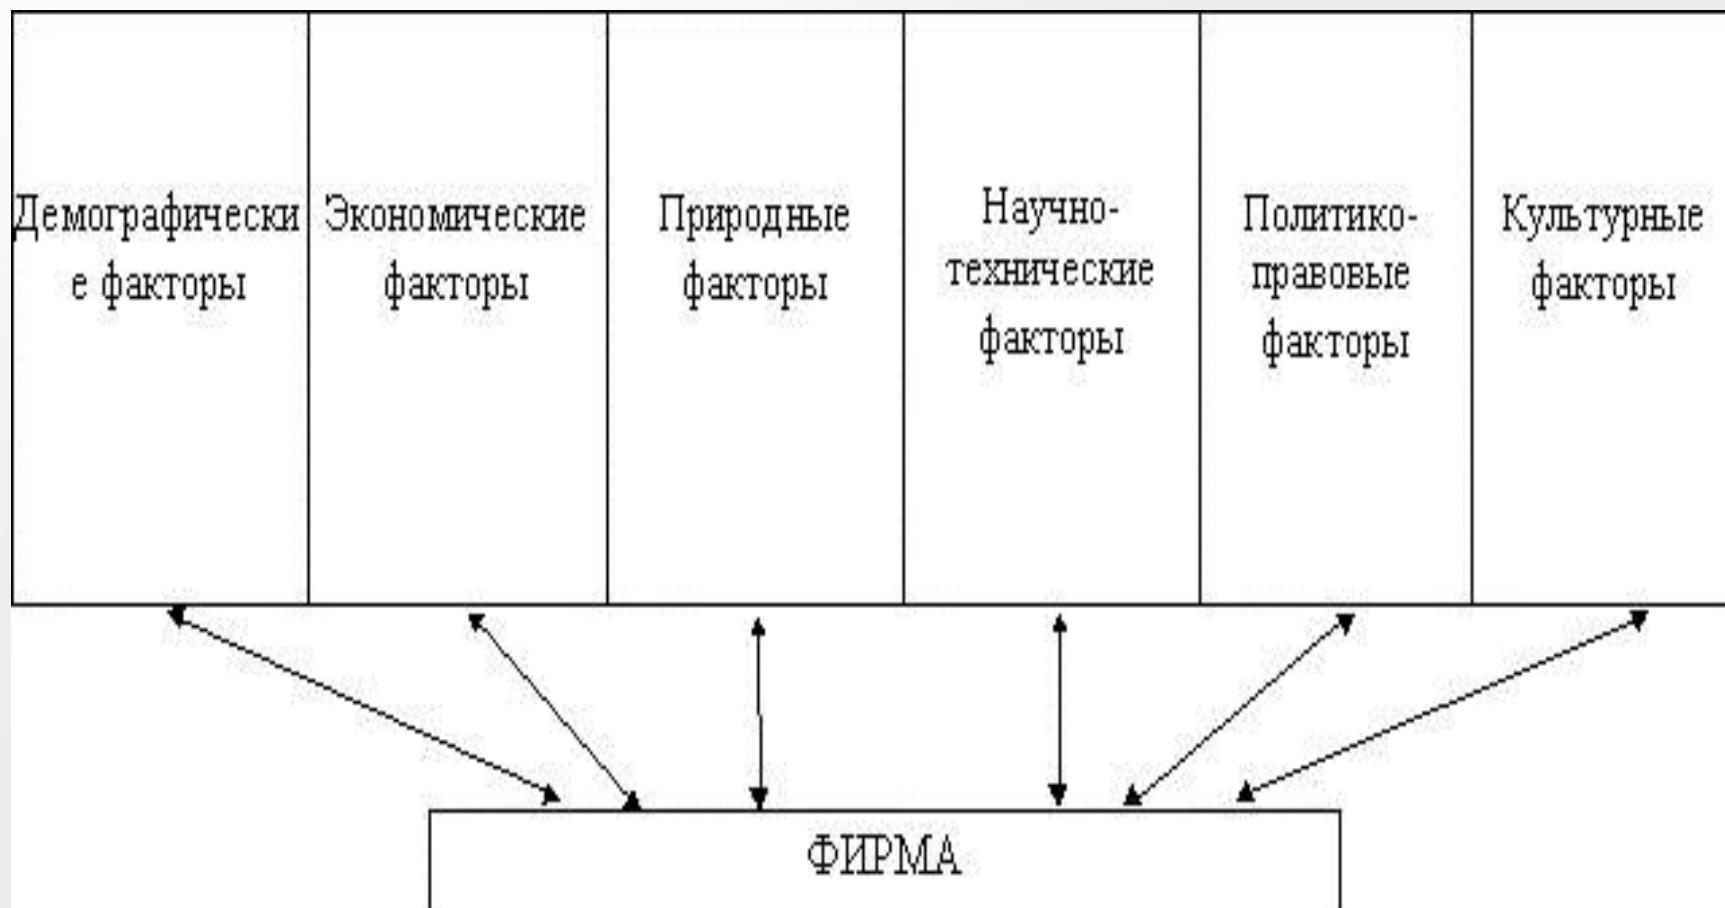 Демографически
е факторы
Экономические
факторы
Природные
факторы
Научно-
технические
факторы
Политико-
правовые
факторы
Культурные
факторы
ФИРМА